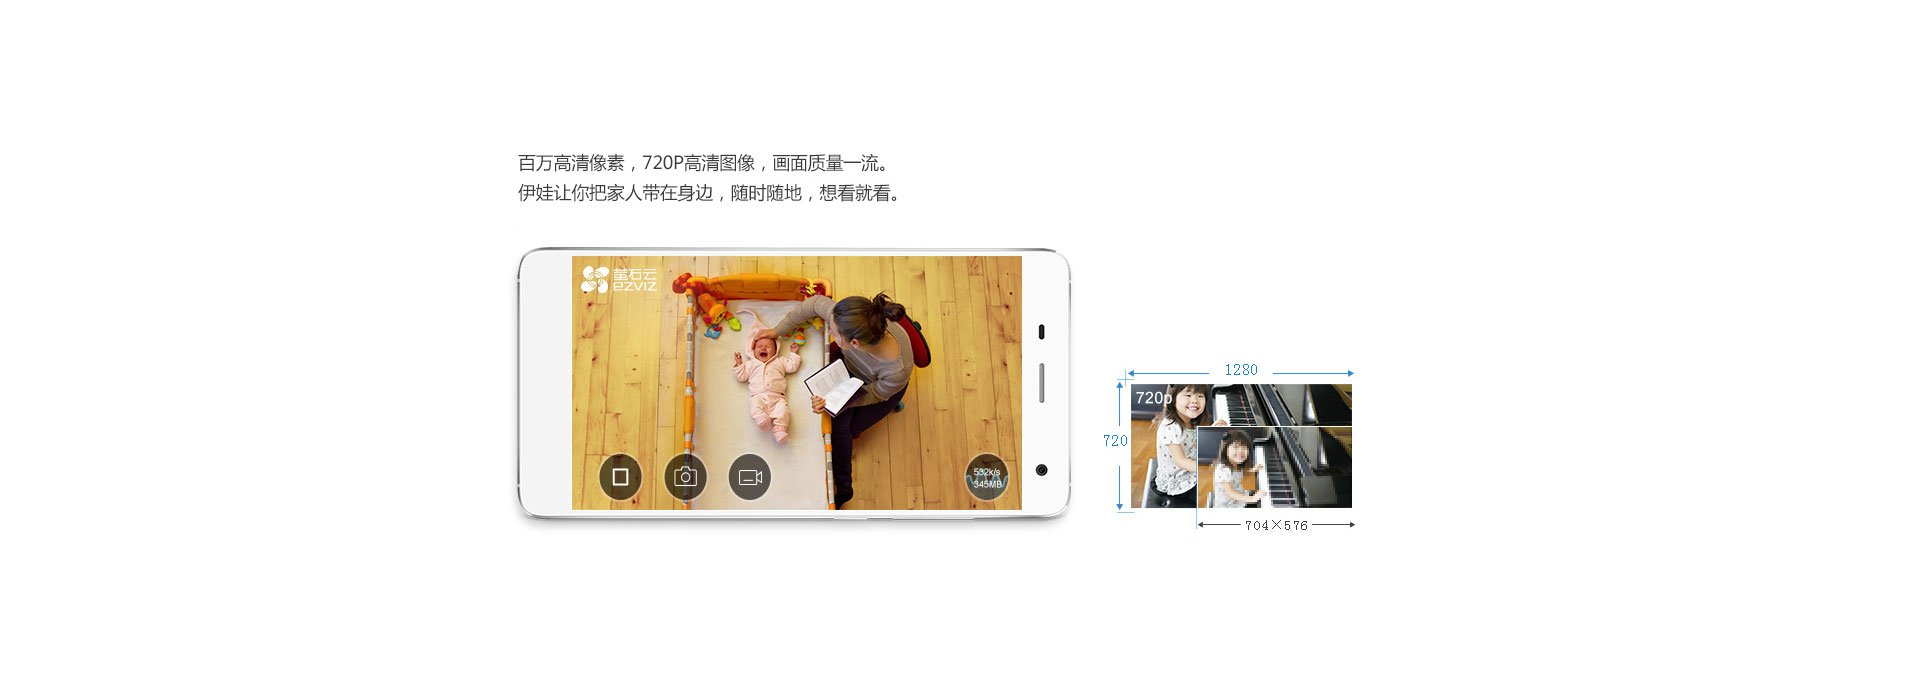 百万高清像素，720P高清图像，画面质量一流。
伊娃让你把家人带在身边，随时随地，想看就看。
萤石云
ezviz
532k/s
345MB
1280
720p
720
704×576